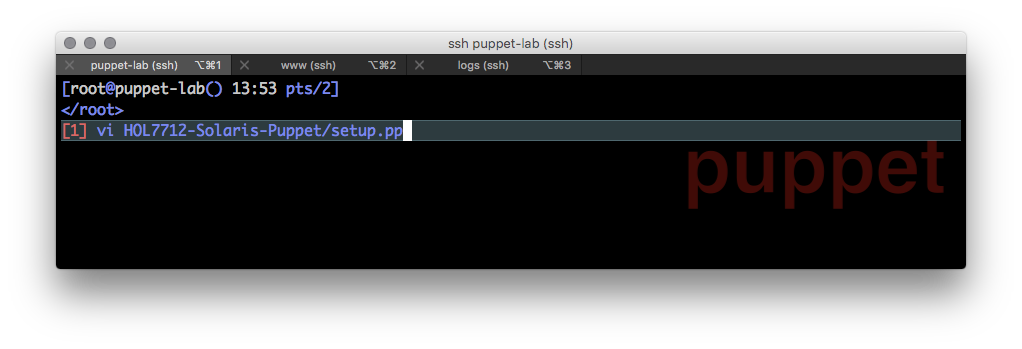 ssh puppet-lab (ssh)
puppet-lab (ssh) ⌥⌘1 www (ssh) ⌥⌘2 logs (ssh) ⌥⌘3
[root@puppet-lab() 13:53 pts/2]
</root>
[1] vi HOL7712-Solaris-Puppet/setup.pp
puppet